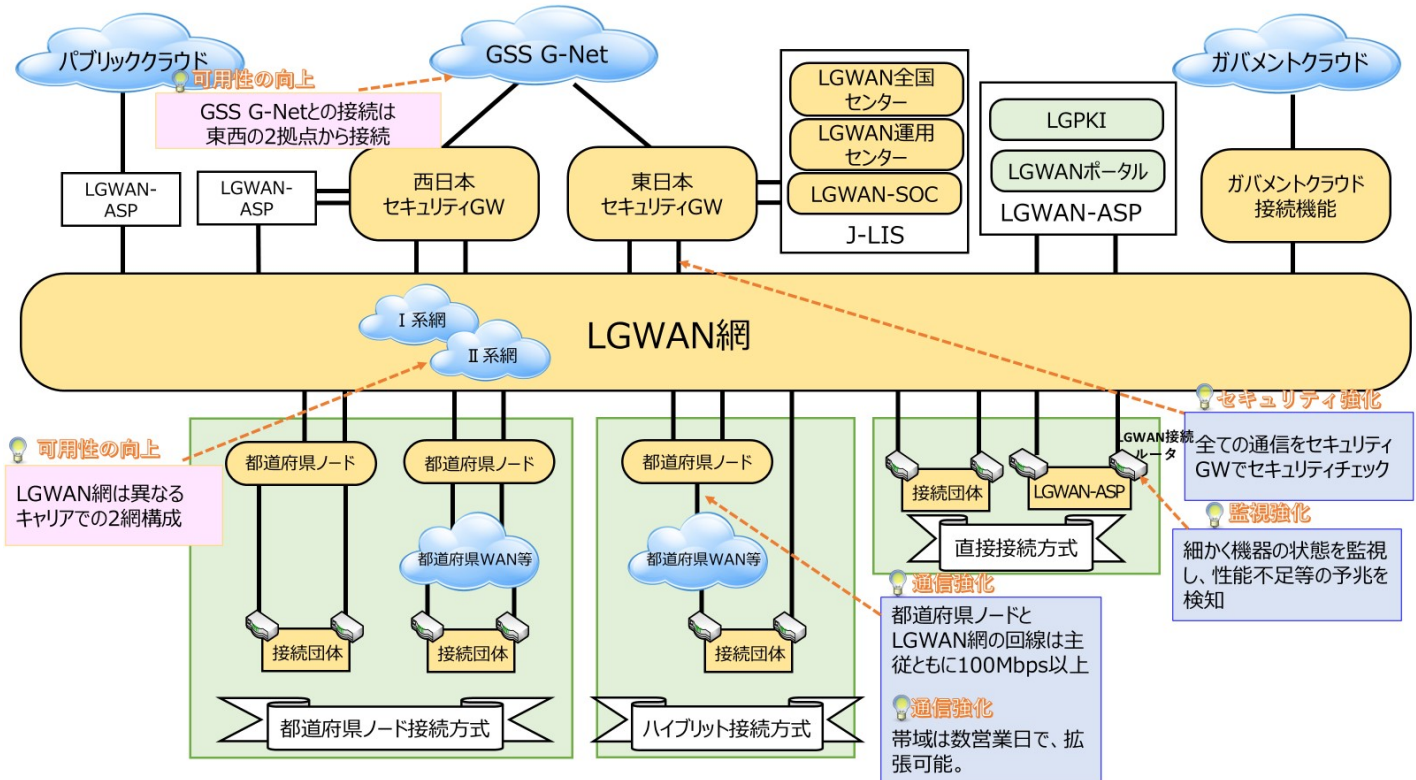 パブリッククラウド
GSS G-Net
ガバメントクラウド
可用性の向上
GSS G-Netとの接続は
東西の2拠点から接続
LGWAN-
ASP
LGWAN-
ASP
西日本
セキュリティGW
東日本
セキュリティGW
LGWAN全国
センター
LGWAN運用
センター
LGWAN-SOC
J-LIS
LGPKI
LGWANポータル
LGWAN-ASP
ガバメントクラウド
接続機能
Ⅰ系網
Ⅱ系網
LGWAN網
可用性の向上
LGWAN網は異なる
キャリアでの2網構成
都道府県ノード
接続団体
都道府県ノード
都道府県WAN等
接続団体
都道府県ノード接続方式
都道府県ノード
都道府県WAN等
接続団体
ハイブリット接続方式
接続団体
LGWAN-ASP
LGWAN接続
ルータ
直接接続方式
セキュリティ強化
全ての通信をセキュリティ
GWでセキュリティチェック
監視強化
細かく機器の状態を監視
し、性能不足等の予兆を
検知
通信強化
都道府県ノードと
LGWAN網の回線は主
従ともに100Mbps以上
通信強化
帯域は数営業日で、拡
張可能。